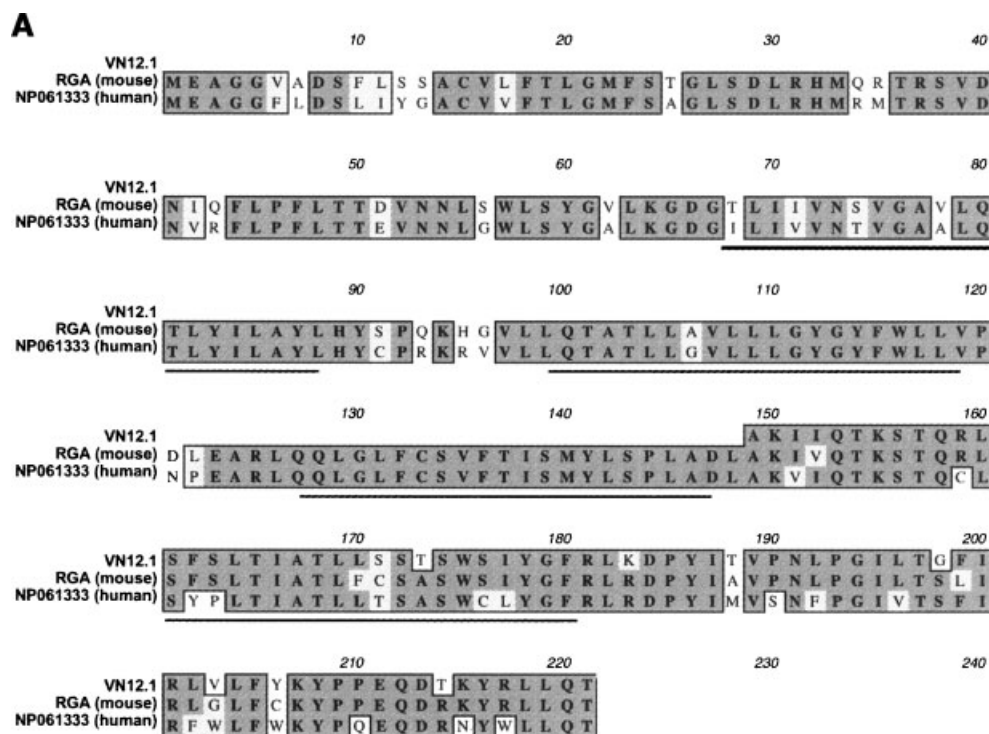 A
10 20 30 40
VN12.1
RGA (mouse) M E A G G V A D S F L S S A C V L F T L G M F S T G L S D L R H M Q R T R S V D
NP061333 (human) M E A G G F L D S L I Y G A C V V F T L G M F S A G L S D L R H M R M T R S V D
50 60 70 80
VN12.1
RGA (mouse) N I Q F L P F L T T D V N N L S W L S Y G V L K G D G T L I I V N S V G A V L Q
NP061333 (human) N V R F L P F L T T E V N N L G W L S Y G A L K G D G I L I V V N T V G A A L Q
90 100 110 120
VN12.1
RGA (mouse) T L Y I L A Y L H Y S P Q K H G V L L Q T A T L L A V L L L G Y G Y F W L L V P
NP061333 (human) T L Y I L A Y L H Y C P R K R V V L L Q T A T L L G V L L L G Y G Y F W L L V P
130 140 150 160
VN12.1 A K I I Q T K S T Q R L
RGA (mouse) D L E A R L Q Q L G L F C S V F T I S M Y L S P L A D L A K I V Q T K S T Q R L
NP061333 (human) N P E A R L Q Q L G L F C S V F T I S M Y L S P L A D L A K V I Q T K S T Q C L
170 180 190 200
VN12.1 S F S L T I A T L L S S T S W S I Y G F R L K D P Y I T V P N L P G I L T G F I
RGA (mouse) S F S L T I A T L F C S A S W S I Y G F R L R D P Y I A V P N L P G I L T S L I
NP061333 (human) S Y P L T I A T L L T S A S W C L Y G F R L R D P Y I M V S N F P G I V T S F I
210 220 230 240
VN12.1 R L V L F Y K Y P P E Q D T K Y R L L Q T
RGA (mouse) R L G L F C K Y P P E Q D R K Y R L L Q T
NP061333 (human) R F W L F W K Y P Q E Q D R N Y W L L Q T